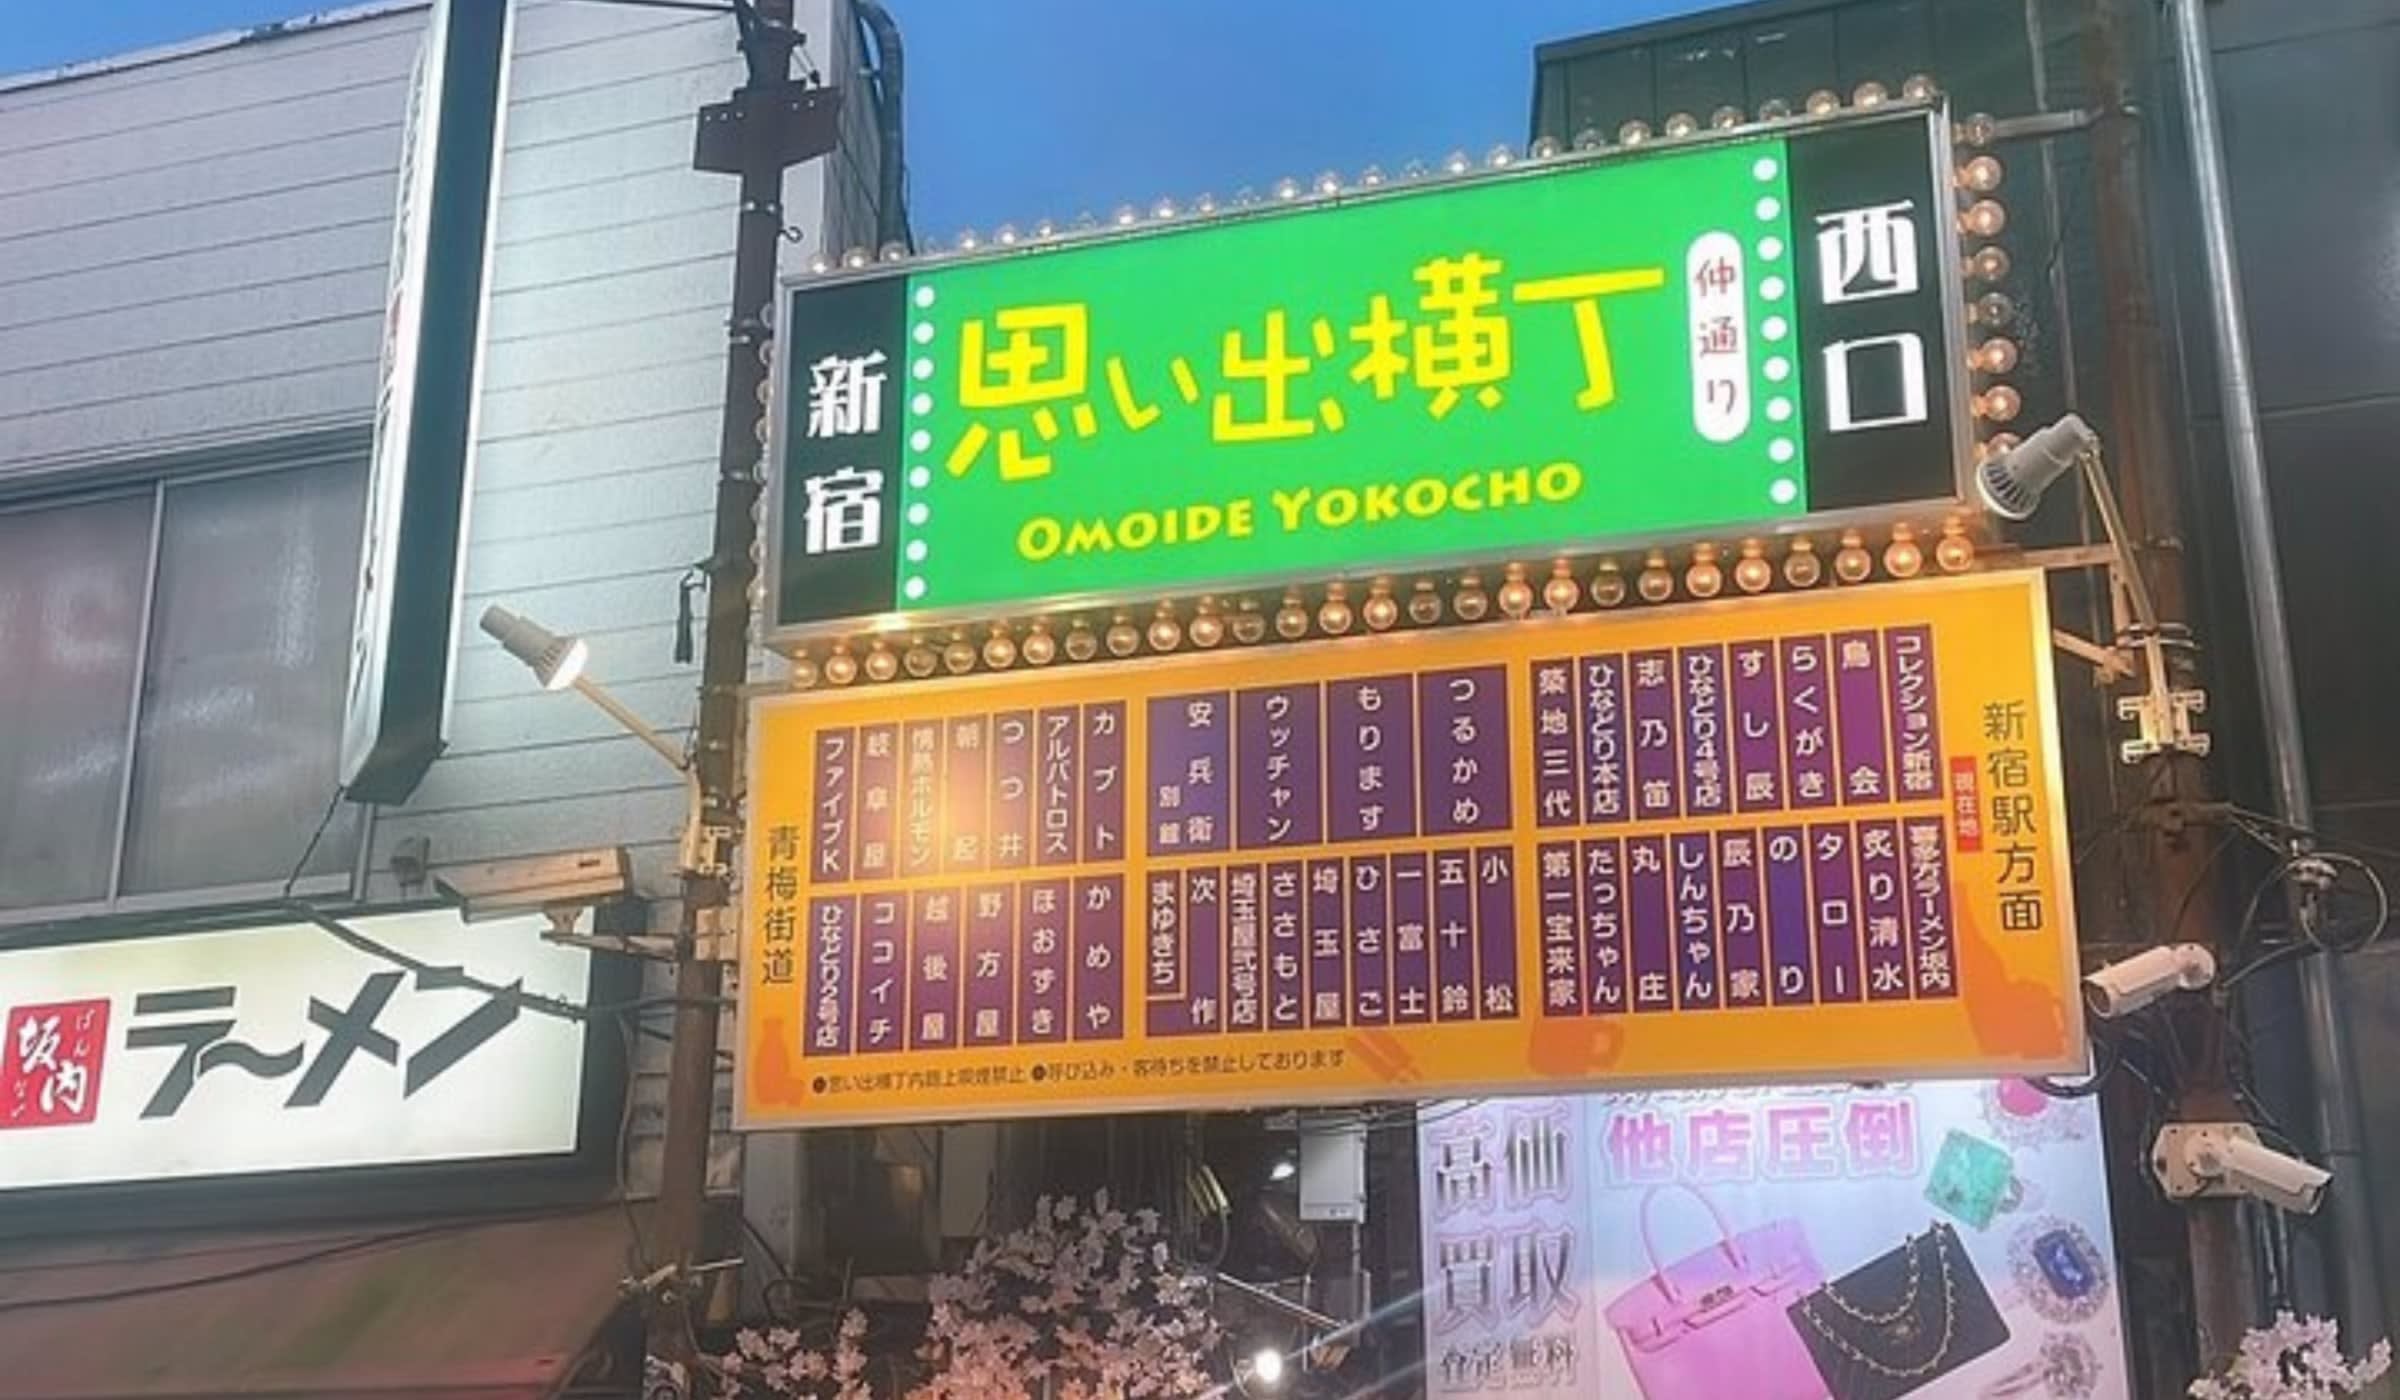 新宿
思い出横丁
仲通り
OMOIDE YOKOCHO
西口
新宿駅方面
現在地
コレクション新宿
鳥会
らくがき
すし辰
ひなどり4号店
志乃笛
ひなどり本店
築地三代
つるかめ
もります
ウッチャン
安兵衛
別館
カブト
アルバトロス
つつ井
朝起
情熱ホルモン
岐阜屋
ファイブK
喜多方ラーメン坂内
炙り清水
タロー
のり
辰乃家
しんちゃん
丸庄
たっちゃん
第一宝来家
小松
五十鈴
一富士
ひさご
埼玉屋
ささもと
埼玉屋弐号店
次作
まゆきち
かめや
ほおずき
野方屋
越後屋
ココイチ
ひなどり2号店
青梅街道
●思い出横丁内路上喫煙禁止 ●呼び込み・客待ちを禁止しております
坂内
ばん
ない
ラーメン
高価
買取
査定無料
他店圧倒